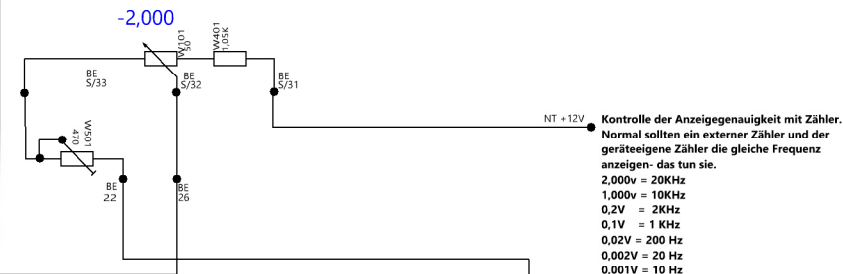 -2,000
W101
50
W401
1,05K
BE
S/33
BE
S/32
BE
S/31
NT +12V
W501
470
BE
22
BE
26
Kontrolle der Anzeigegenauigkeit mit Zähler.
Normal sollten ein externer Zähler und der
geräteeigene Zähler die gleiche Frequenz
anzeigen- das tun sie.
2,000v = 20KHz
1,000v = 10KHz
0,2V = 2KHz
0,1V = 1 KHz
0,02V = 200 Hz
0,002V = 20 Hz
0,001V = 10 Hz